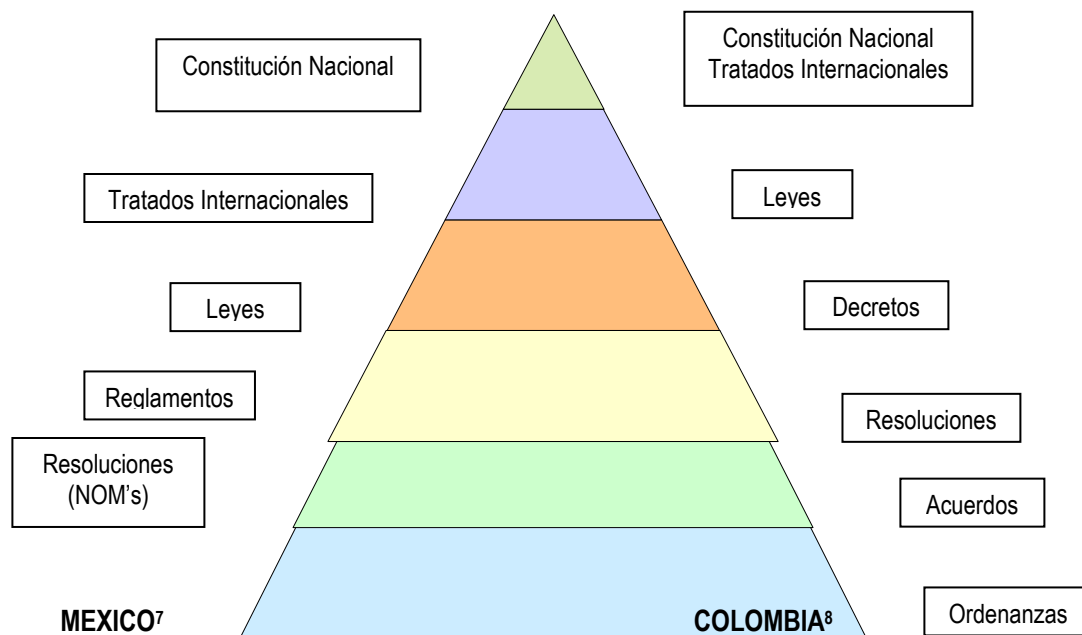 Constitución Nacional
Constitución Nacional
Tratados Internacionales
Tratados Internacionales
Leyes
Leyes
Decretos
Reglamentos
Resoluciones
Resoluciones
(NOM's)
Acuerdos
Ordenanzas
MEXICO⁷
COLOMBIA⁸